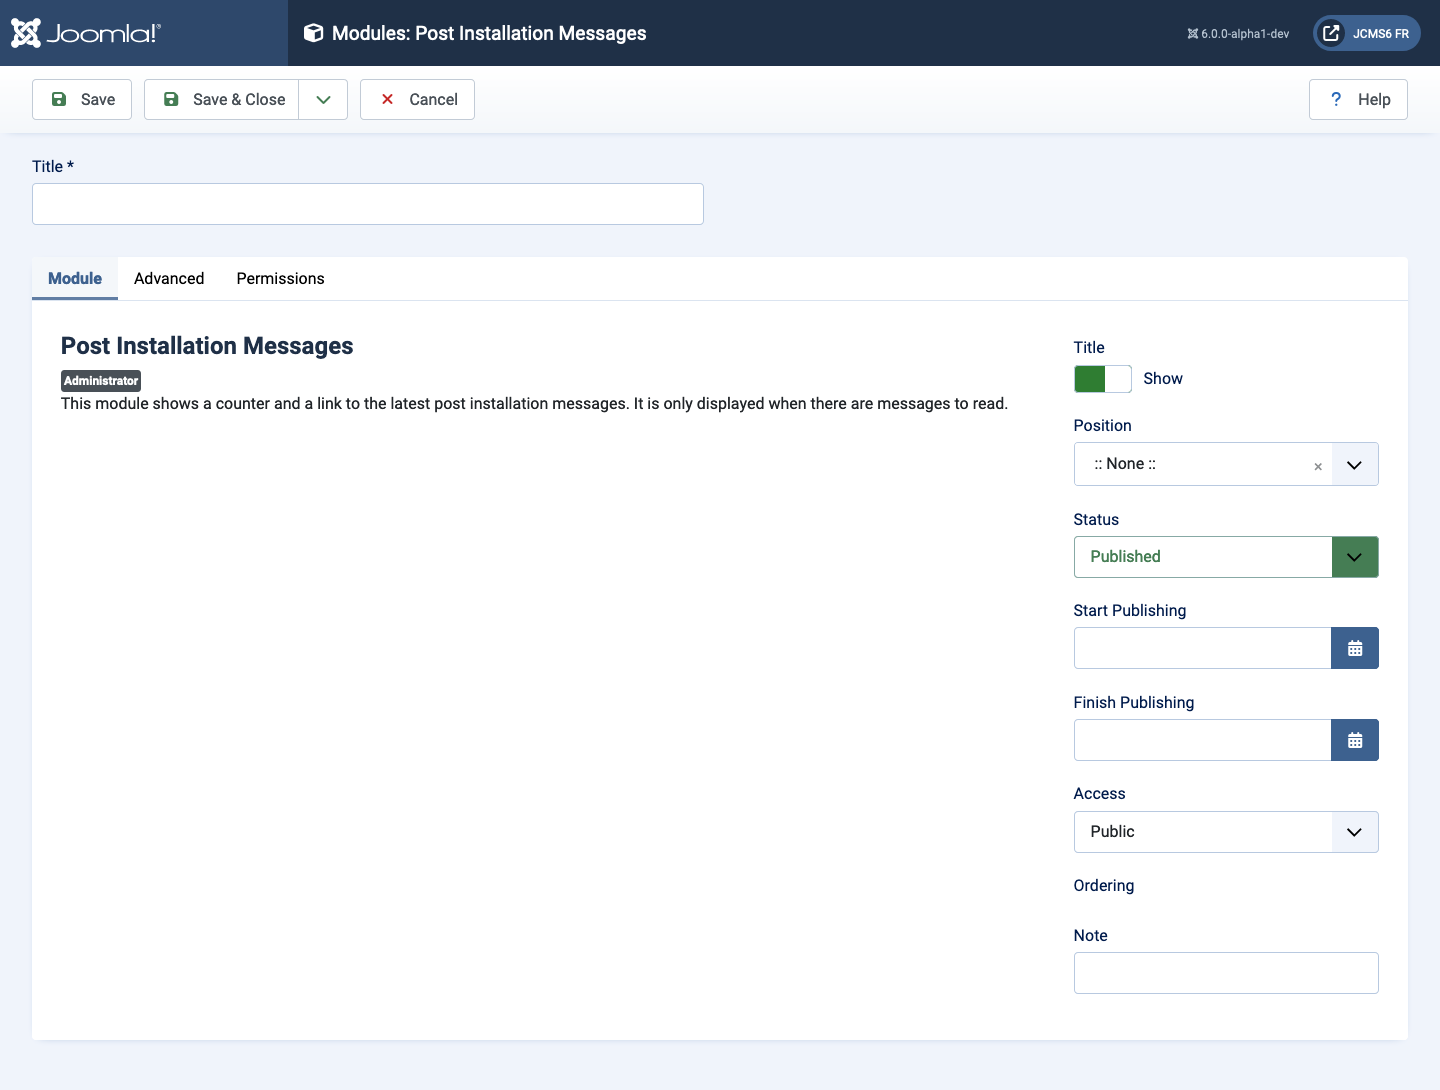 Joomla!®
Modules: Post Installation Messages
6.0.0-alpha1-dev
JCMS6 FR
Save
Save & Close
Cancel
? Help
Title *
Module
Advanced
Permissions
Post Installation Messages
Administrator
This module shows a counter and a link to the latest post installation messages. It is only displayed when there are messages to read.
Title
Show
Position
:: None ::
×
Status
Published
Start Publishing
Finish Publishing
Access
Public
Ordering
Note